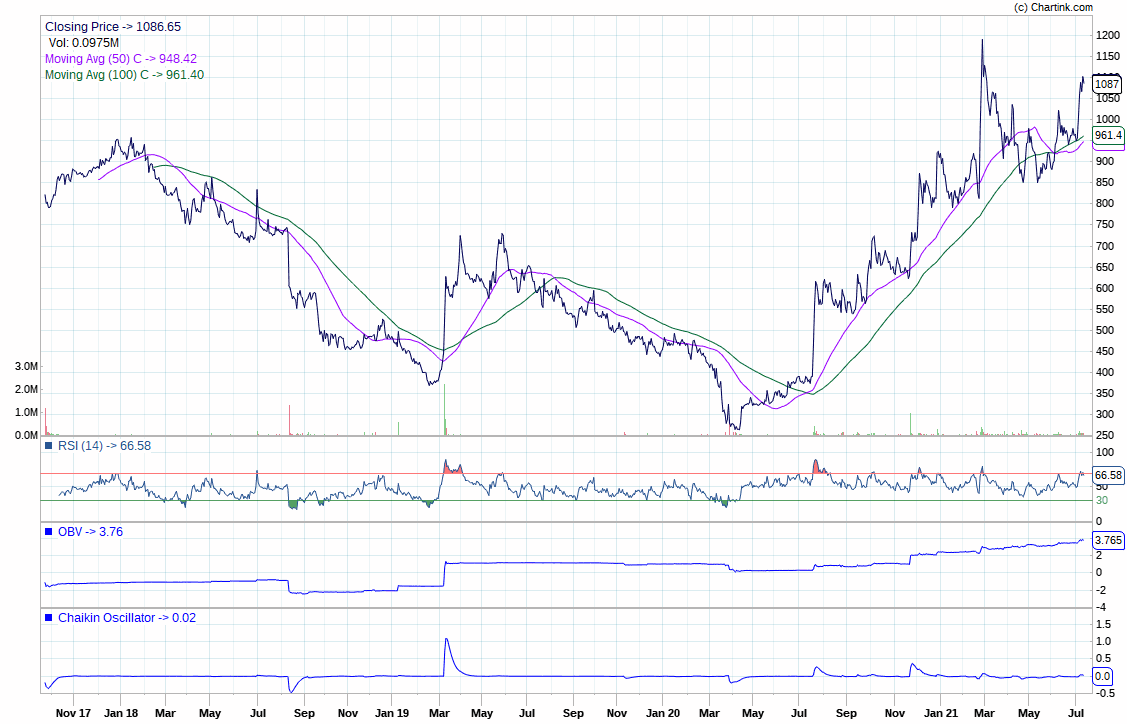 (c) Chartink.com
Closing Price -> 1086.65
Vol: 0.0975M
Moving Avg (50) C -> 948.42
Moving Avg (100) C -> 961.40
1200
1150
1087
1050
1000
961.4
900
850
800
750
700
650
600
550
500
450
400
350
300
250
3.0M
2.0M
1.0M
0.0M
RSI (14) -> 66.58
100
66.58
50
30
0
OBV -> 3.76
3.765
2
0
-2
-4
Chaikin Oscillator -> 0.02
1.5
1.0
0.5
0.0
-0.5
Nov 17 Jan 18 Mar May Jul Sep Nov Jan 19 Mar May Jul Sep Nov Jan 20 Mar May Jul Sep Nov Jan 21 Mar May Jul